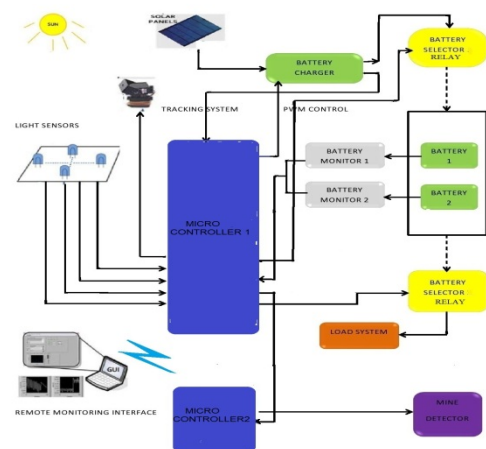 SUN
SOLAR
PANELS
BATTERY
CHARGER
BATTERY
SELECTOR
RELAY
TRACKING SYSTEM
PWM CONTROL
LIGHT SENSORS
BATTERY
MONITOR 1
BATTERY
1
BATTERY
MONITOR 2
BATTERY
2
MICRO
CONTROLLER 1
BATTERY
SELECTOR
RELAY
LOAD SYSTEM
GUI
REMOTE MONITORING INTERFACE
MICRO
CONTROLLER2
MINE
DETECTOR